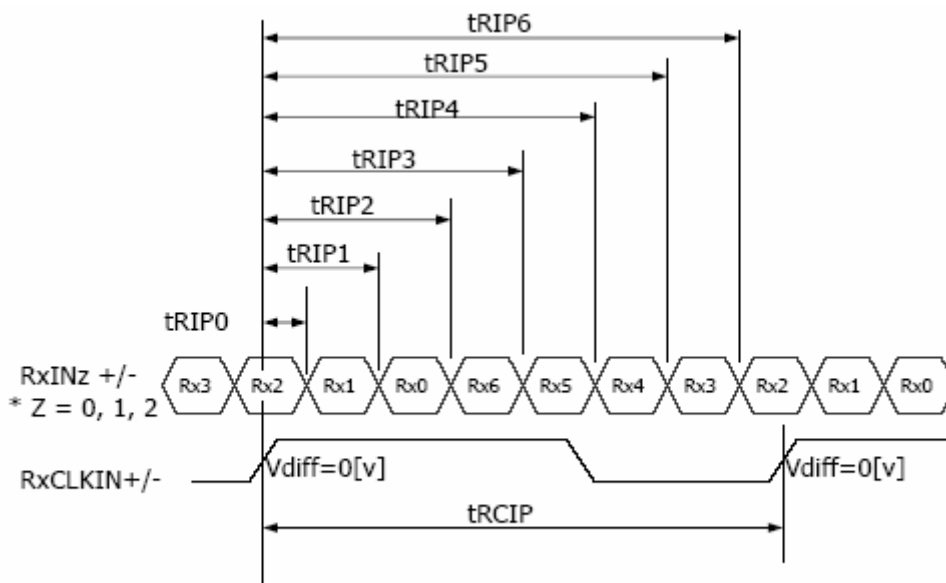 tRIP6
tRIP5
tRIP4
tRIP3
tRIP2
tRIP1
tRIP0
RxINz +/-
* Z = 0, 1, 2
Rx3 Rx2 Rx1 Rx0 Rx6 Rx5 Rx4 Rx3 Rx2 Rx1 Rx0
RxCLKIN+/-
Vdiff=0[v] Vdiff=0[v]
tRCIP